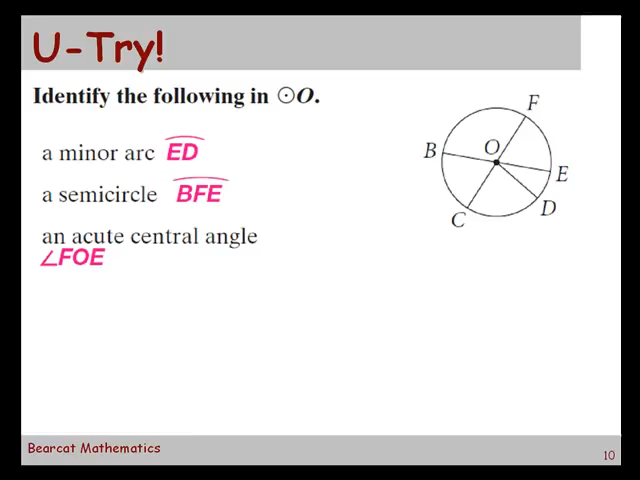 U-Try!
Identify the following in ⊙O.
a minor arc ED
a semicircle BFE
an acute central angle
∠FOE
F
B
O
E
D
C
Bearcat Mathematics
10